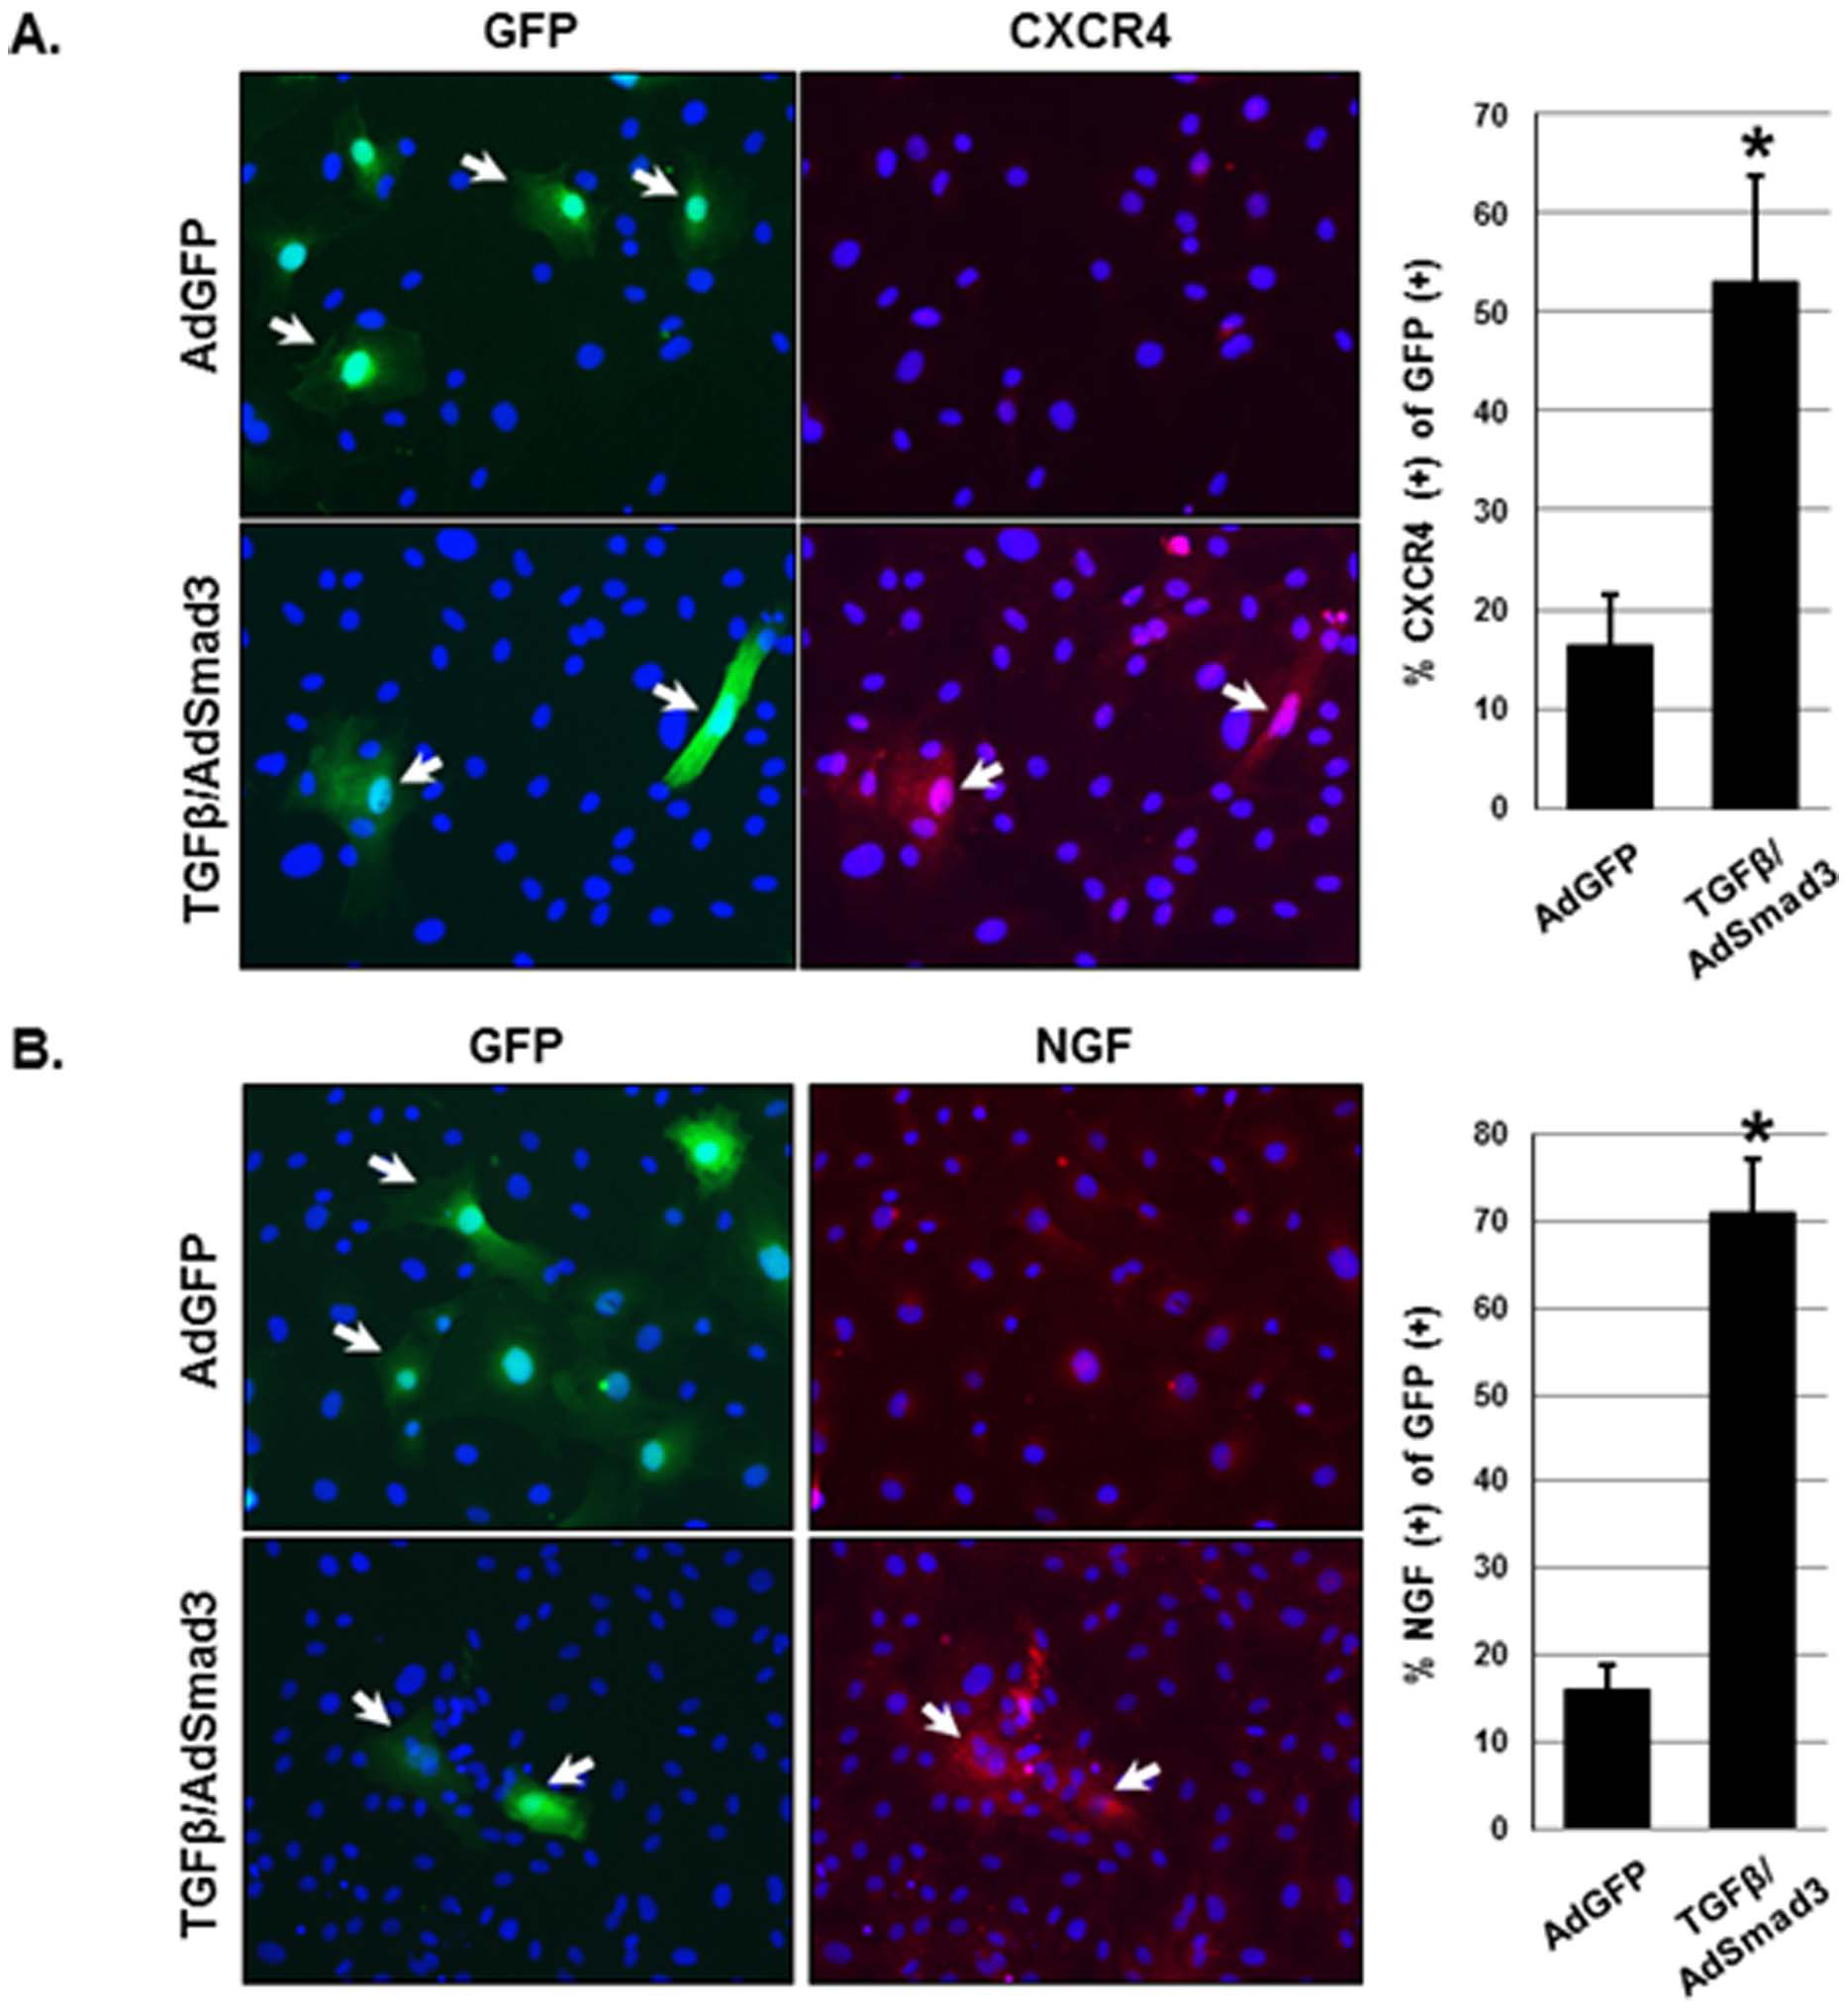 A.
GFP
CXCR4
AdGFP
TGFβ/AdSmad3
% CXCR4 (+) of GFP (+)
70
60
50
40
30
20
10
0
*
AdGFP
TGFβ/
AdSmad3
B.
GFP
NGF
AdGFP
TGFβ/AdSmad3
% NGF (+) of GFP (+)
80
70
60
50
40
30
20
10
0
*
AdGFP
TGFβ/
AdSmad3